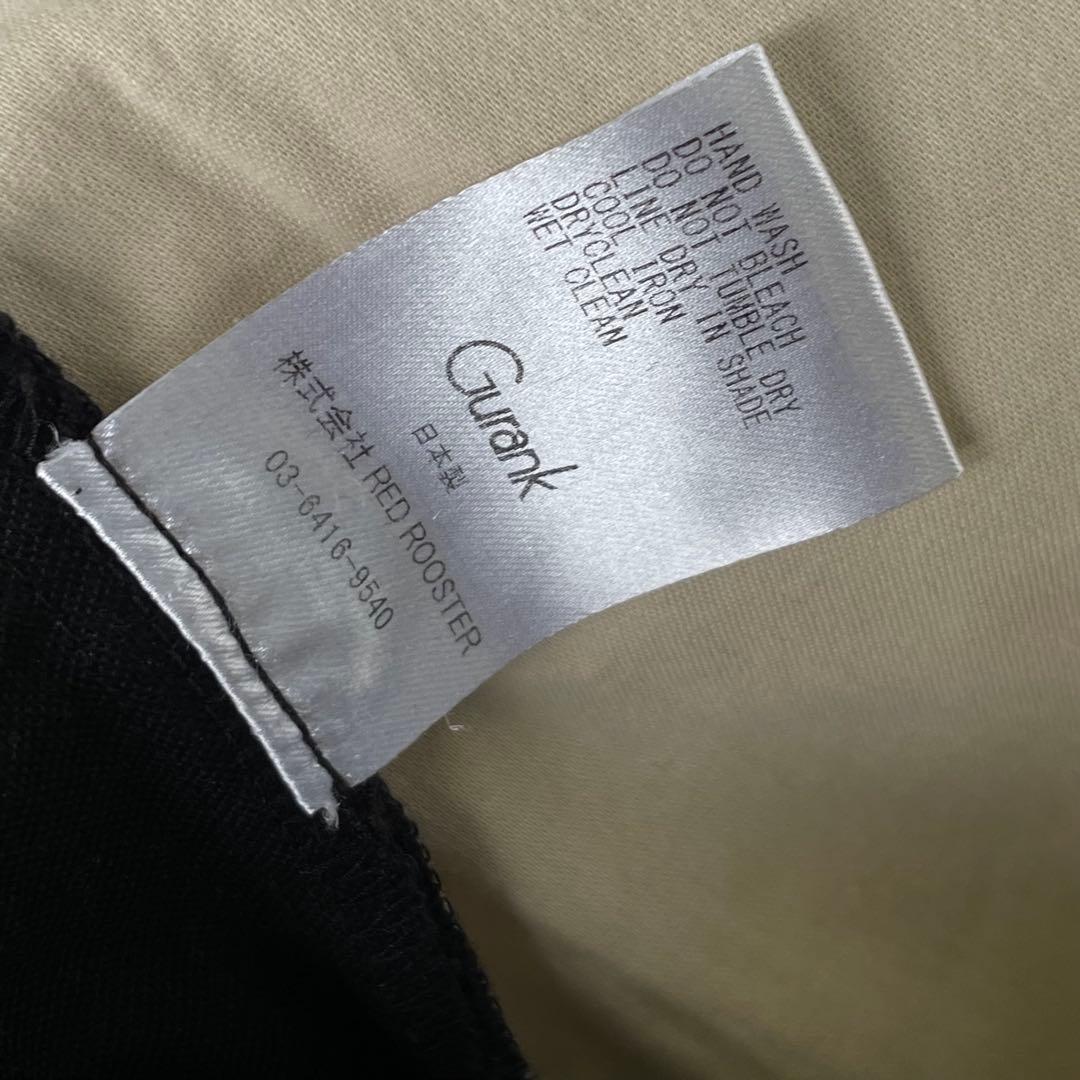 HAND WASH
DO NOT BLEACH
DO NOT TUMBLE DRY
LINE DRY IN SHADE
COOL IRON
DRYCLEAN
WET CLEAN
Gurank
日本製
株式会社 RED ROOSTER
03-6416-9540